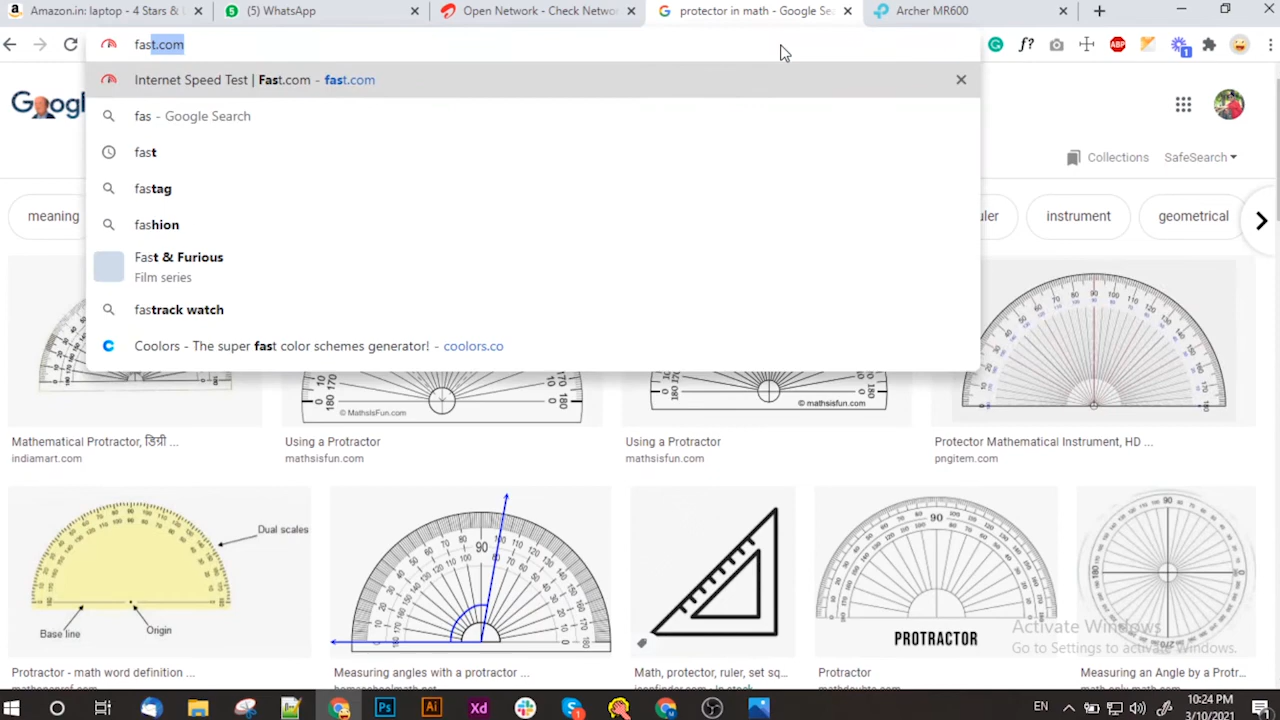 Amazon.in: laptop - 4 Stars & U
(5) WhatsApp
Open Network - Check Network
protector in math - Google Sea
Archer MR600
fast.com
Internet Speed Test | Fast.com - fast.com
fas - Google Search
fast
fastag
fashion
Fast & Furious
Film series
fastrack watch
Coolors - The super fast color schemes generator! - coolors.co
Collections
SafeSearch
meaning
instrument
geometrical
© MathsIsFun.com
© mathsisfun.com
Mathematical Protractor, डिग्री ...
indiamart.com
Using a Protractor
mathsisfun.com
Using a Protractor
mathsisfun.com
Protector Mathematical Instrument, HD ...
pngitem.com
Dual scales
Base line
Origin
90
90
PROTRACTOR
Activate Windows
Go to Settings to activate Windows.
Protractor - math word definition ...
Measuring angles with a protractor ...
Math, protector, ruler, set sq...
Protractor
Measuring an Angle by a Protr...
EN
10:24 PM
3/10/2021